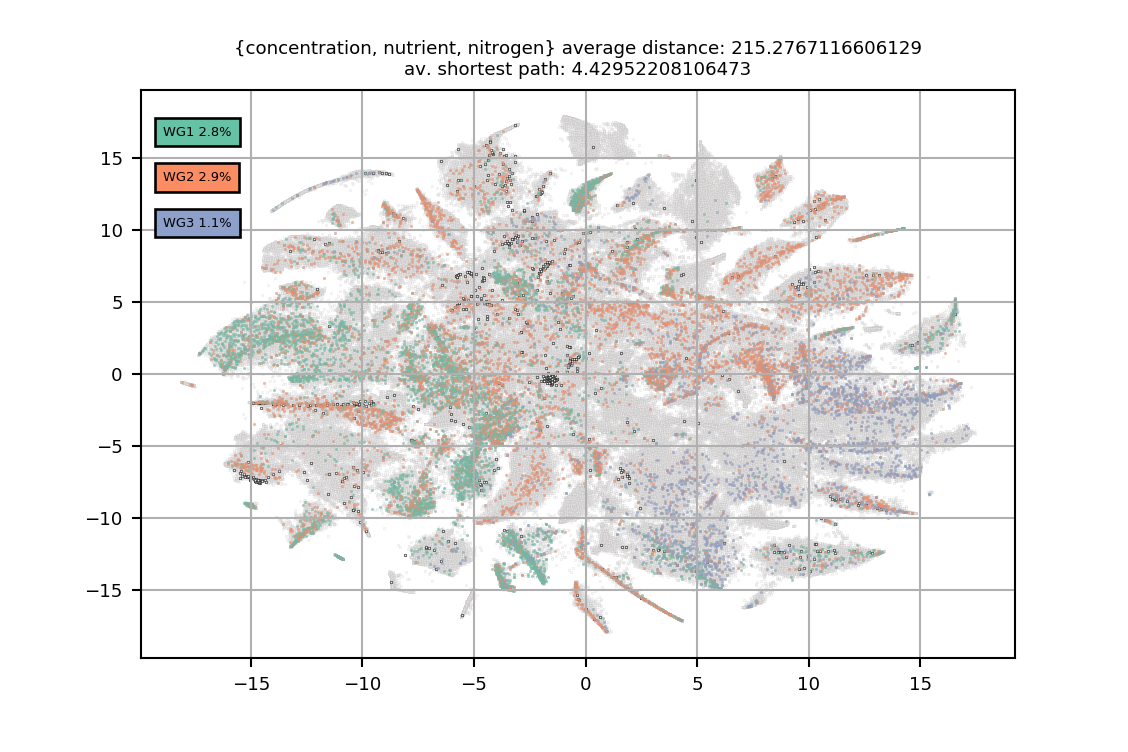 {concentration, nutrient, nitrogen} average distance: 215.2767116606129
av. shortest path: 4.42952208106473
WG1 2.8%
WG2 2.9%
WG3 1.1%
15
10
5
0
−5
−10
−15
−15
−10
−5
0
5
10
15